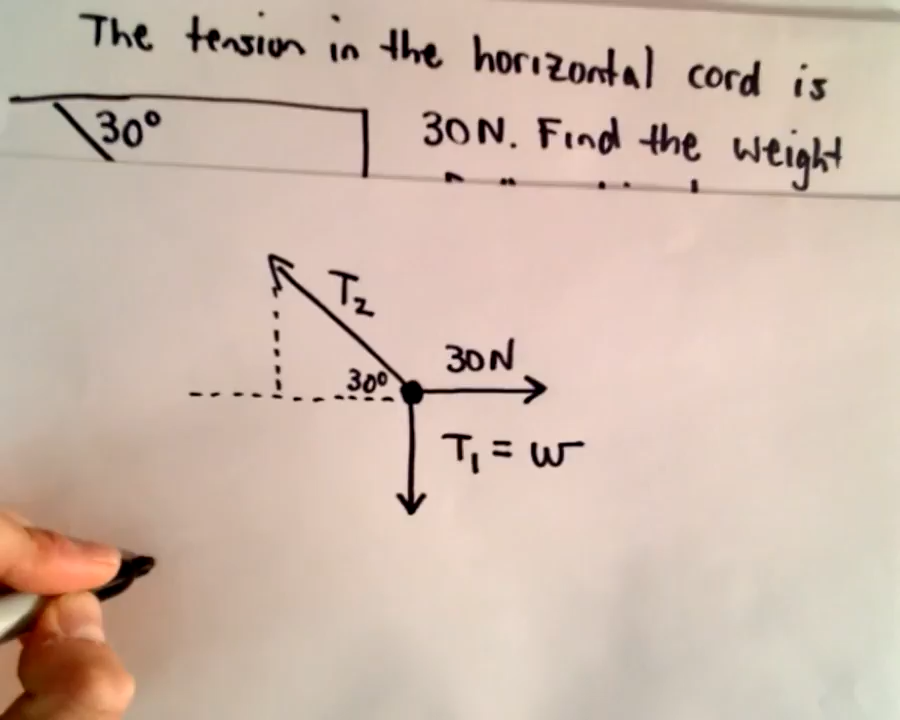 The tension in the horizontal cord is
30° 30N. Find the weight
T₂
30N
30°
T₁ = w